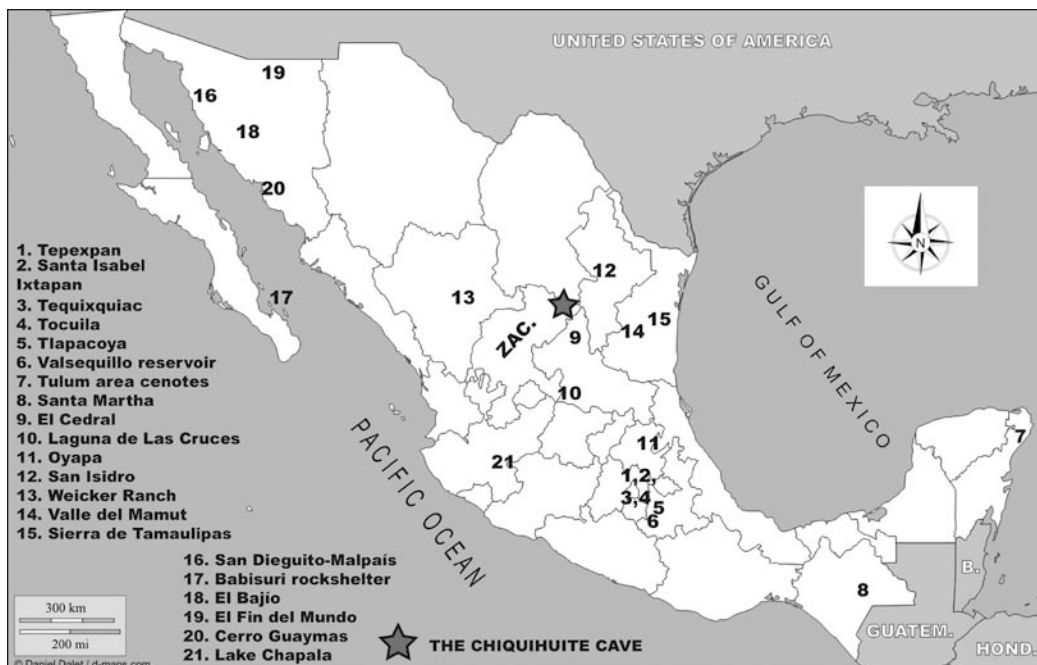 UNITED STATES OF AMERICA
19
16
18
20
1. Tepexpan
2. Santa Isabel
Ixtapan
3. Tequixquiac
4. Tocuila
5. Tlapacoya
6. Valsequillo reservoir
7. Tulum area cenotes
8. Santa Martha
9. El Cedral
10. Laguna de Las Cruces
11. Oyapa
12. San Isidro
13. Weicker Ranch
14. Valle del Mamut
15. Sierra de Tamaulipas
17
12
13
15
14
ZAC.
9
10
N
GULF OF MEXICO
PACIFIC OCEAN
11
21
1,2,
3,4
5
6
7
8
B.
GUATEM.
HOND.
16. San Dieguito-Malpaís
17. Babisuri rockshelter
18. El Bajío
19. El Fin del Mundo
20. Cerro Guaymas
21. Lake Chapala
THE CHIQUIHUITE CAVE
300 km
200 mi
© Daniel Dalet / d-maps.com